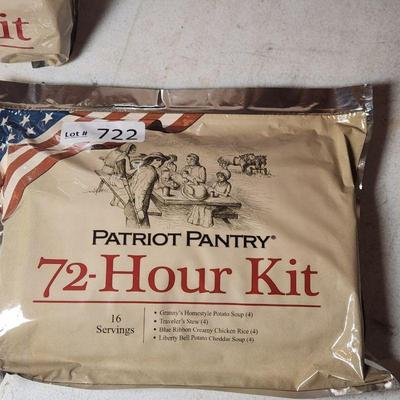 it
Lot # 722
PATRIOT PANTRY®
72-Hour Kit
16
Servings
• Granny's Homestyle Potato Soup (4)
• Traveler's Stew (4)
• Blue Ribbon Creamy Chicken Rice (4)
• Liberty Bell Potato Cheddar Soup (4)